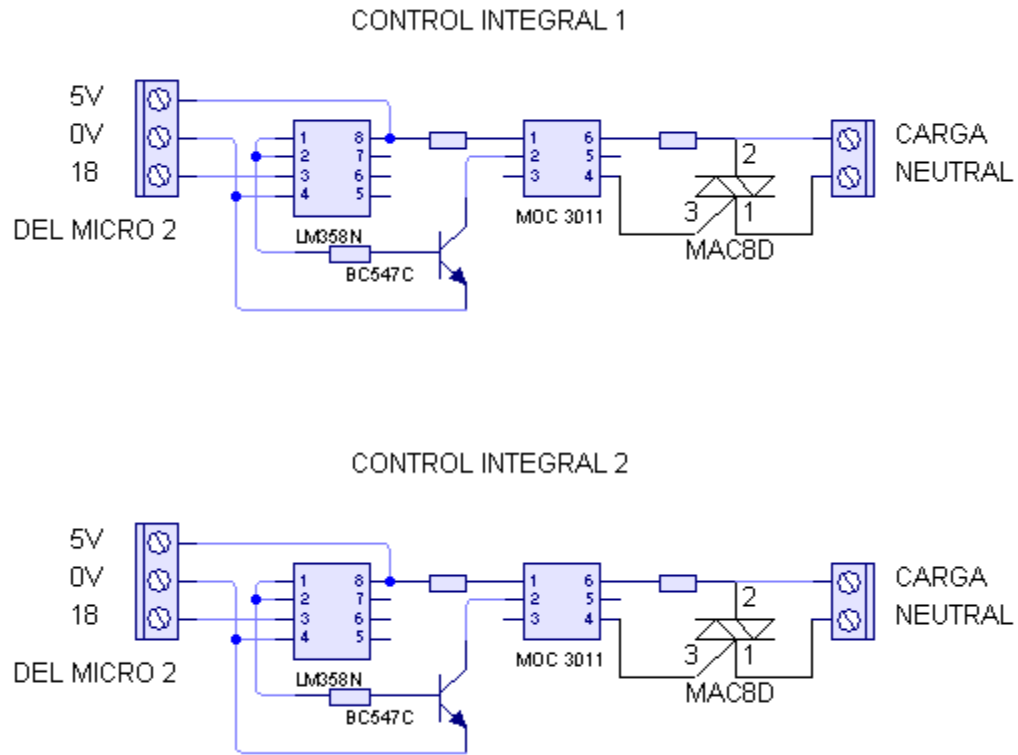 CONTROL INTEGRAL 1
5V
0V
18
DEL MICRO 2
1 8
2 7
3 6
4 5
LM358N
BC547C
1 6
2 5
3 4
MOC 3011
2
3 1
MAC8D
CARGA
NEUTRAL
CONTROL INTEGRAL 2
5V
0V
18
DEL MICRO 2
1 8
2 7
3 6
4 5
LM358N
BC547C
1 6
2 5
3 4
MOC 3011
2
3 1
MAC8D
CARGA
NEUTRAL